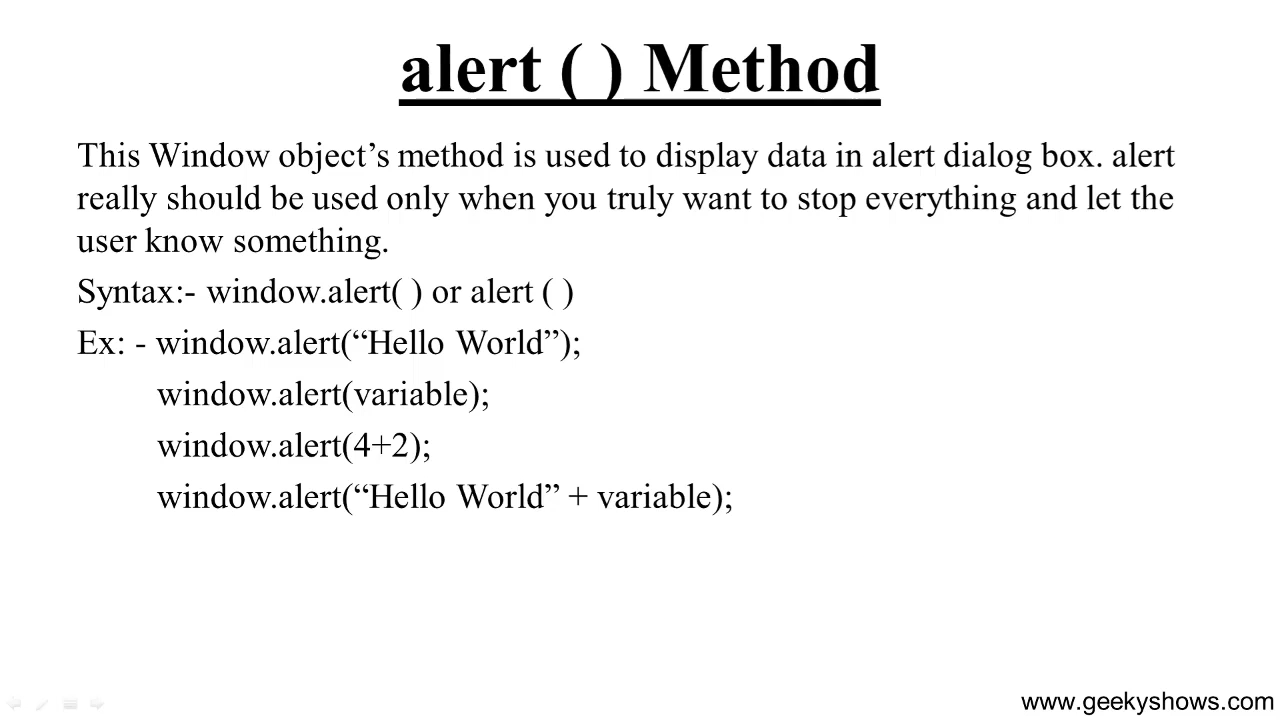 alert ( ) Method
This Window object’s method is used to display data in alert dialog box. alert
really should be used only when you truly want to stop everything and let the
user know something.
Syntax:- window.alert( ) or alert ( )
Ex: - window.alert(“Hello World”);
window.alert(variable);
window.alert(4+2);
window.alert(“Hello World” + variable);
www.geekyshows.com